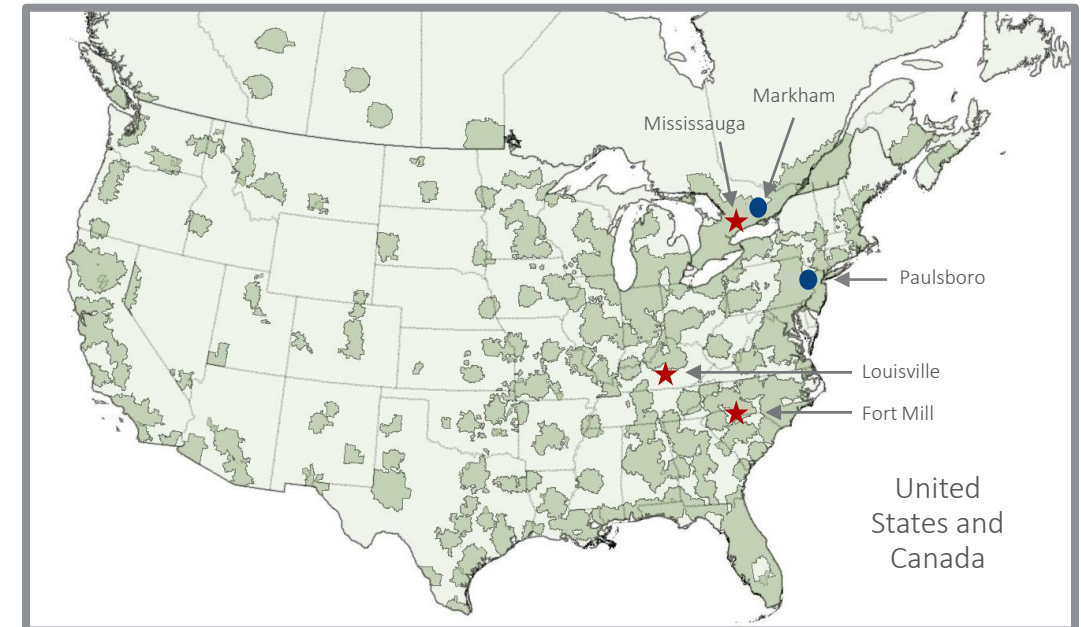 Markham
Mississauga
Paulsboro
Louisville
Fort Mill
United
States and
Canada